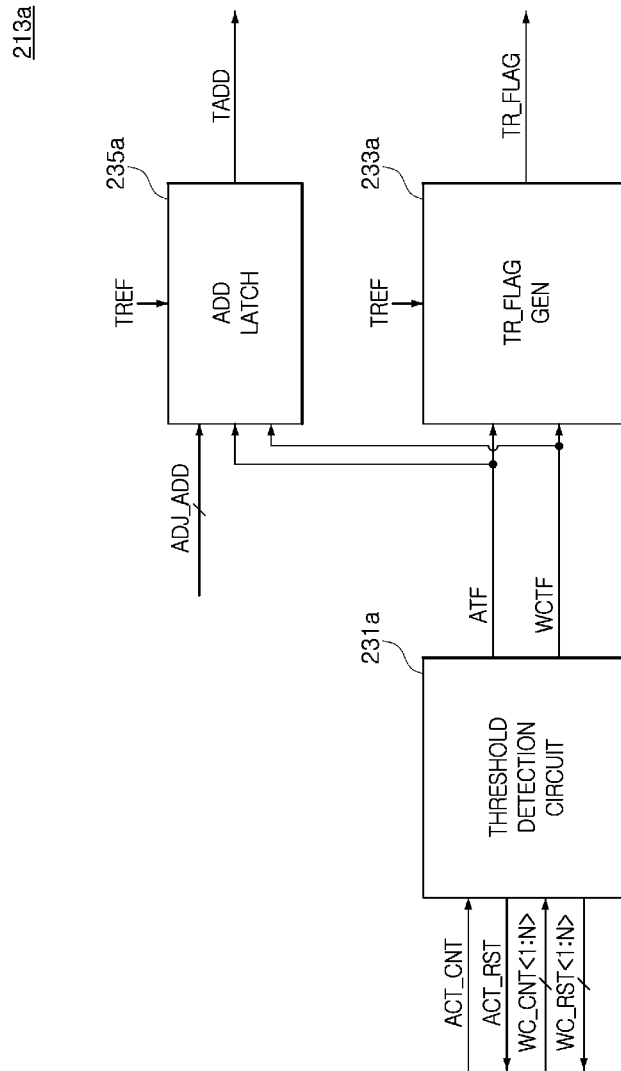 213a
ACT_CNT
ACT_RST
WC_CNT<1:N>
WC_RST<1:N>
231a
THRESHOLD
DETECTION
CIRCUIT
ATF
WCTF
ADJ_ADD
TREF
235a
ADD
LATCH
TADD
TREF
233a
TR_FLAG
GEN
TR_FLAG